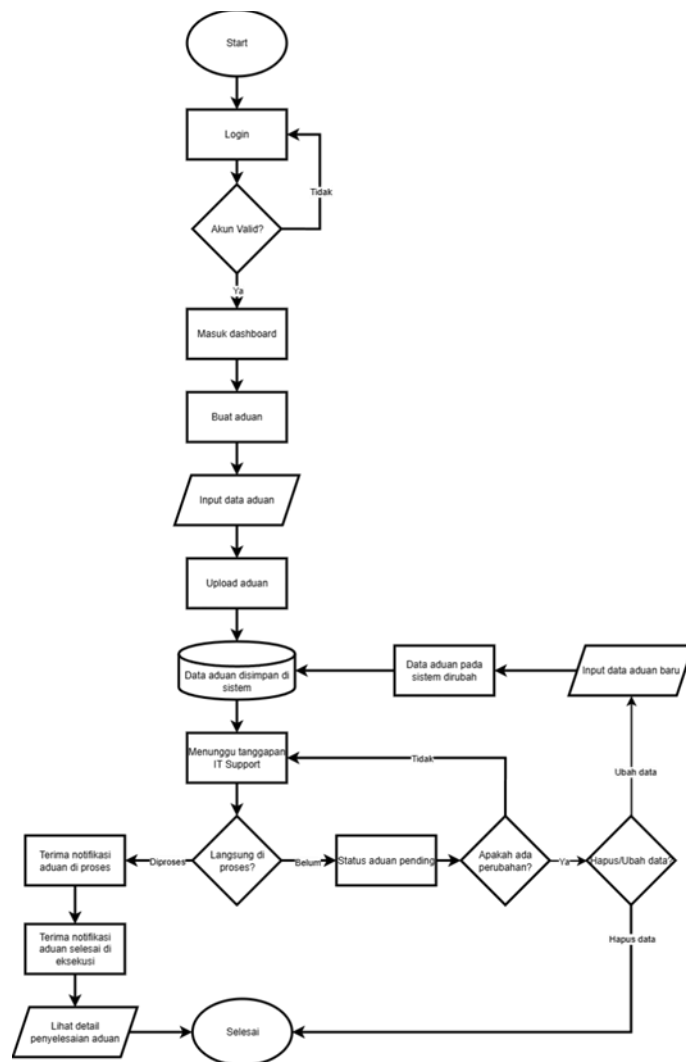 Start
Login
Tidak
Akun Valid?
Ya
Masuk dashboard
Buat aduan
Input data aduan
Upload aduan
Data aduan disimpan di
sistem
Data aduan pada
sistem dirubah
Input data aduan baru
Menunggu tanggapan
IT Support
Tidak
Ubah data
Terima notifikasi
aduan di proses
Diproses
Langsung di
proses?
Belum
Status aduan pending
Apakah ada
perubahan?
Ya
Hapus/Ubah data?
Terima notifikasi
aduan selesai di
eksekusi
Hapus data
Lihat detail
penyelesaian aduan
Selesai